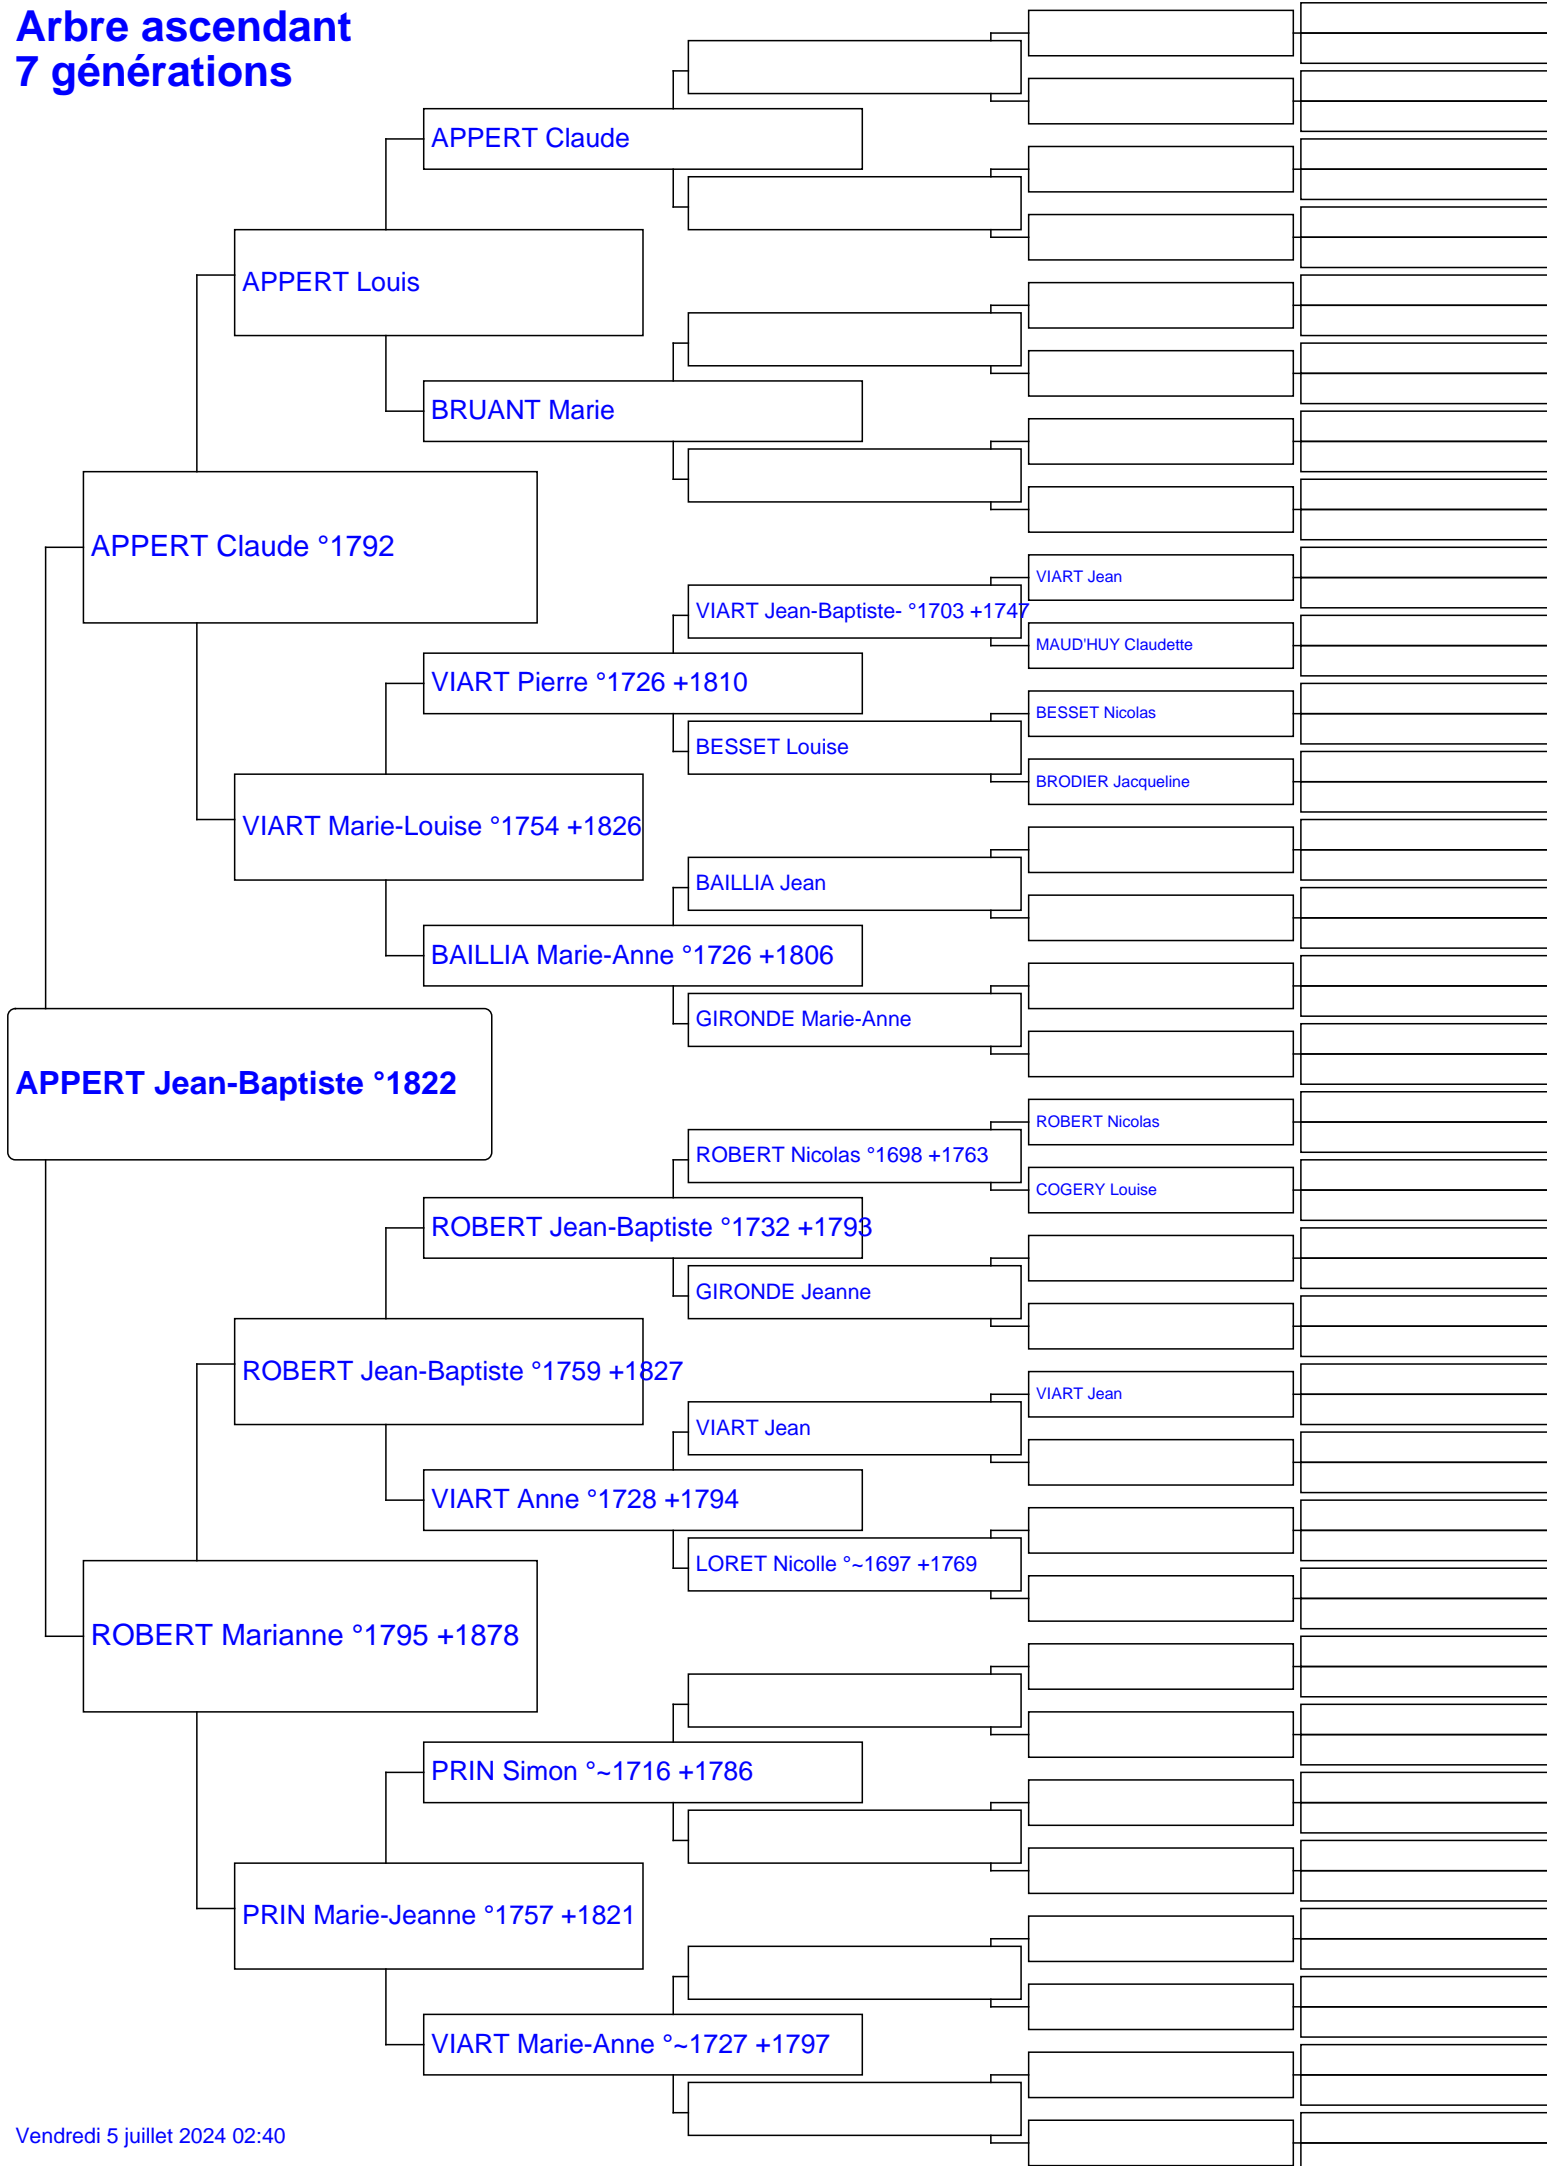 Arbre ascendant
7 générations
APPERT Claude
APPERT Louis
BRUANT Marie
APPERT Claude °1792
VIART Jean
VIART Jean-Baptiste- °1703 +1747
MAUD'HUY Claudette
VIART Pierre °1726 +1810
BESSET Nicolas
BESSET Louise
BRODIER Jacqueline
VIART Marie-Louise °1754 +1826
BAILLIA Jean
BAILLIA Marie-Anne °1726 +1806
GIRONDE Marie-Anne
APPERT Jean-Baptiste °1822
ROBERT Nicolas
ROBERT Nicolas °1698 +1763
COGERY Louise
ROBERT Jean-Baptiste °1732 +1793
GIRONDE Jeanne
ROBERT Jean-Baptiste °1759 +1827
VIART Jean
VIART Jean
VIART Anne °1728 +1794
LORET Nicolle °~1697 +1769
ROBERT Marianne °1795 +1878
PRIN Simon °~1716 +1786
PRIN Marie-Jeanne °1757 +1821
VIART Marie-Anne °~1727 +1797
Vendredi 5 juillet 2024 02:40